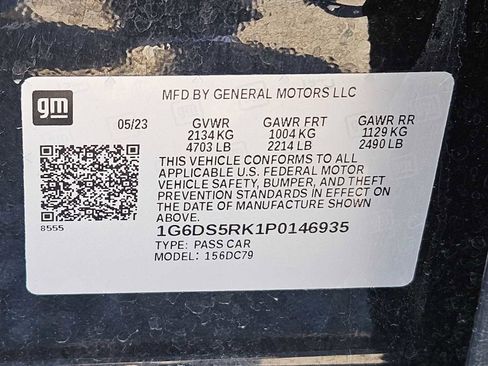 gm
MFD BY GENERAL MOTORS LLC
05/23 GVWR GAWR FRT GAWR RR
2134 KG 1004 KG 1129 KG
4703 LB 2214 LB 2490 LB
THIS VEHICLE CONFORMS TO ALL
APPLICABLE U.S. FEDERAL MOTOR
VEHICLE SAFETY, BUMPER, AND THEFT
PREVENTION STANDARDS IN EFFECT ON
THE DATE OF MANUFACTURE SHOWN
ABOVE.
8555
1G6DS5RK1P0146935
TYPE: PASS CAR
MODEL: 156DC79